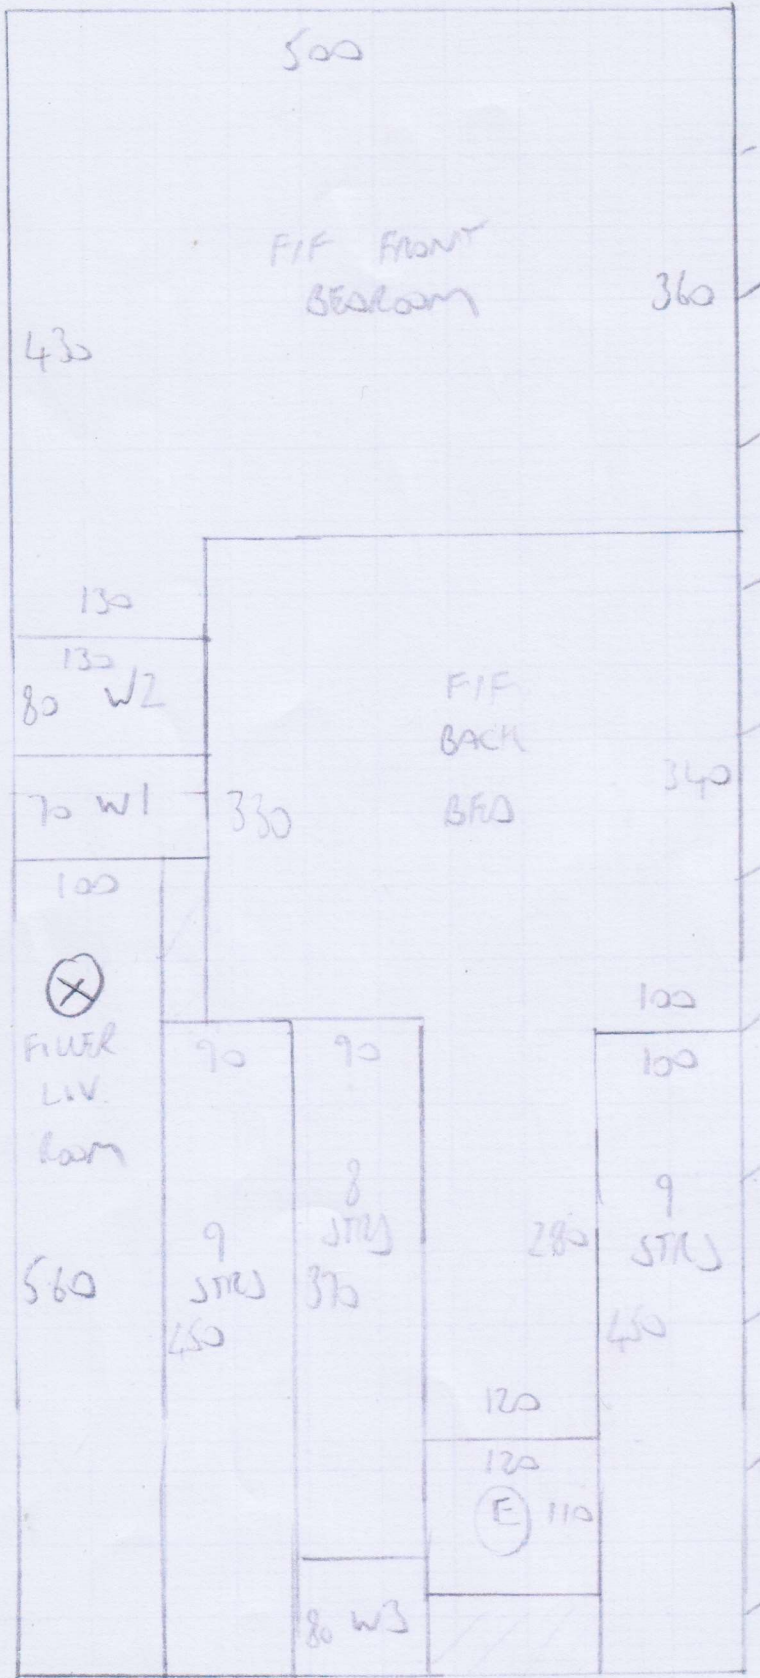 500
F/F FRONT
BEDROOM
360
430
130
130
80 W2
F/F
BACK
BED
340
70 W1
330
100
X
FILLER
LIV.
ROOM
560
90
90
100
100
9
STRS
450
8
STRS
370
280
9
STRS
450
120
120
E 110
80 W3